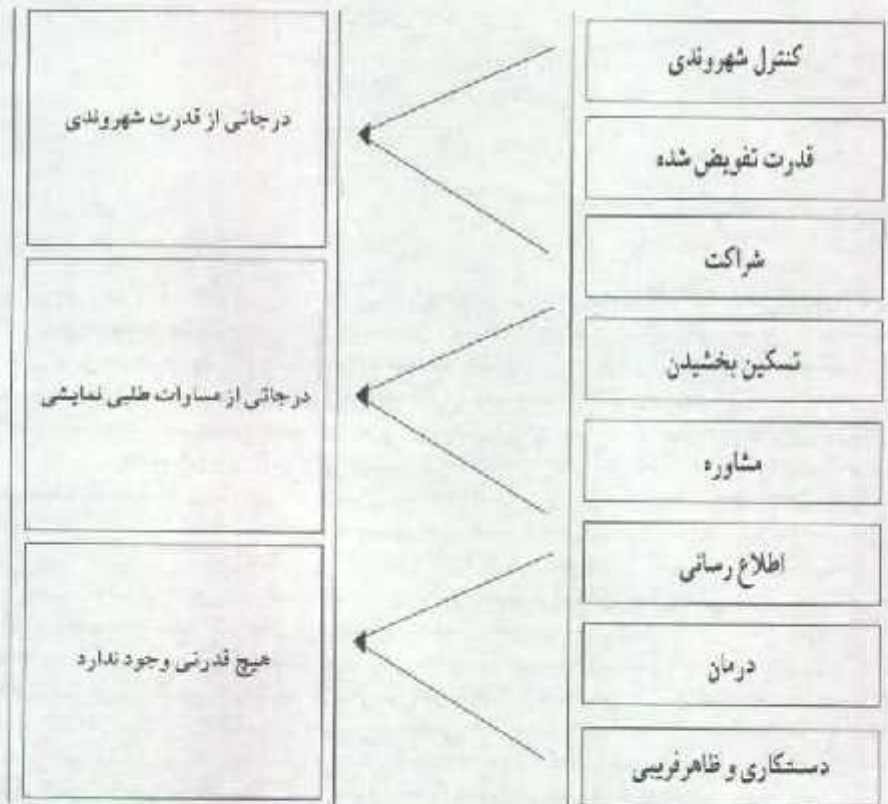 کنترل شهروندی
قدرت تفویض شده
شراکت
تسکین بخشیدن
مشاوره
اطلاع رسانی
درمان
دستکاری و ظاهرفریبی
درجاتی از قدرت شهروندی
درجاتی از مساوات طلبی نمایشی
هیچ قدرتی وجود ندارد